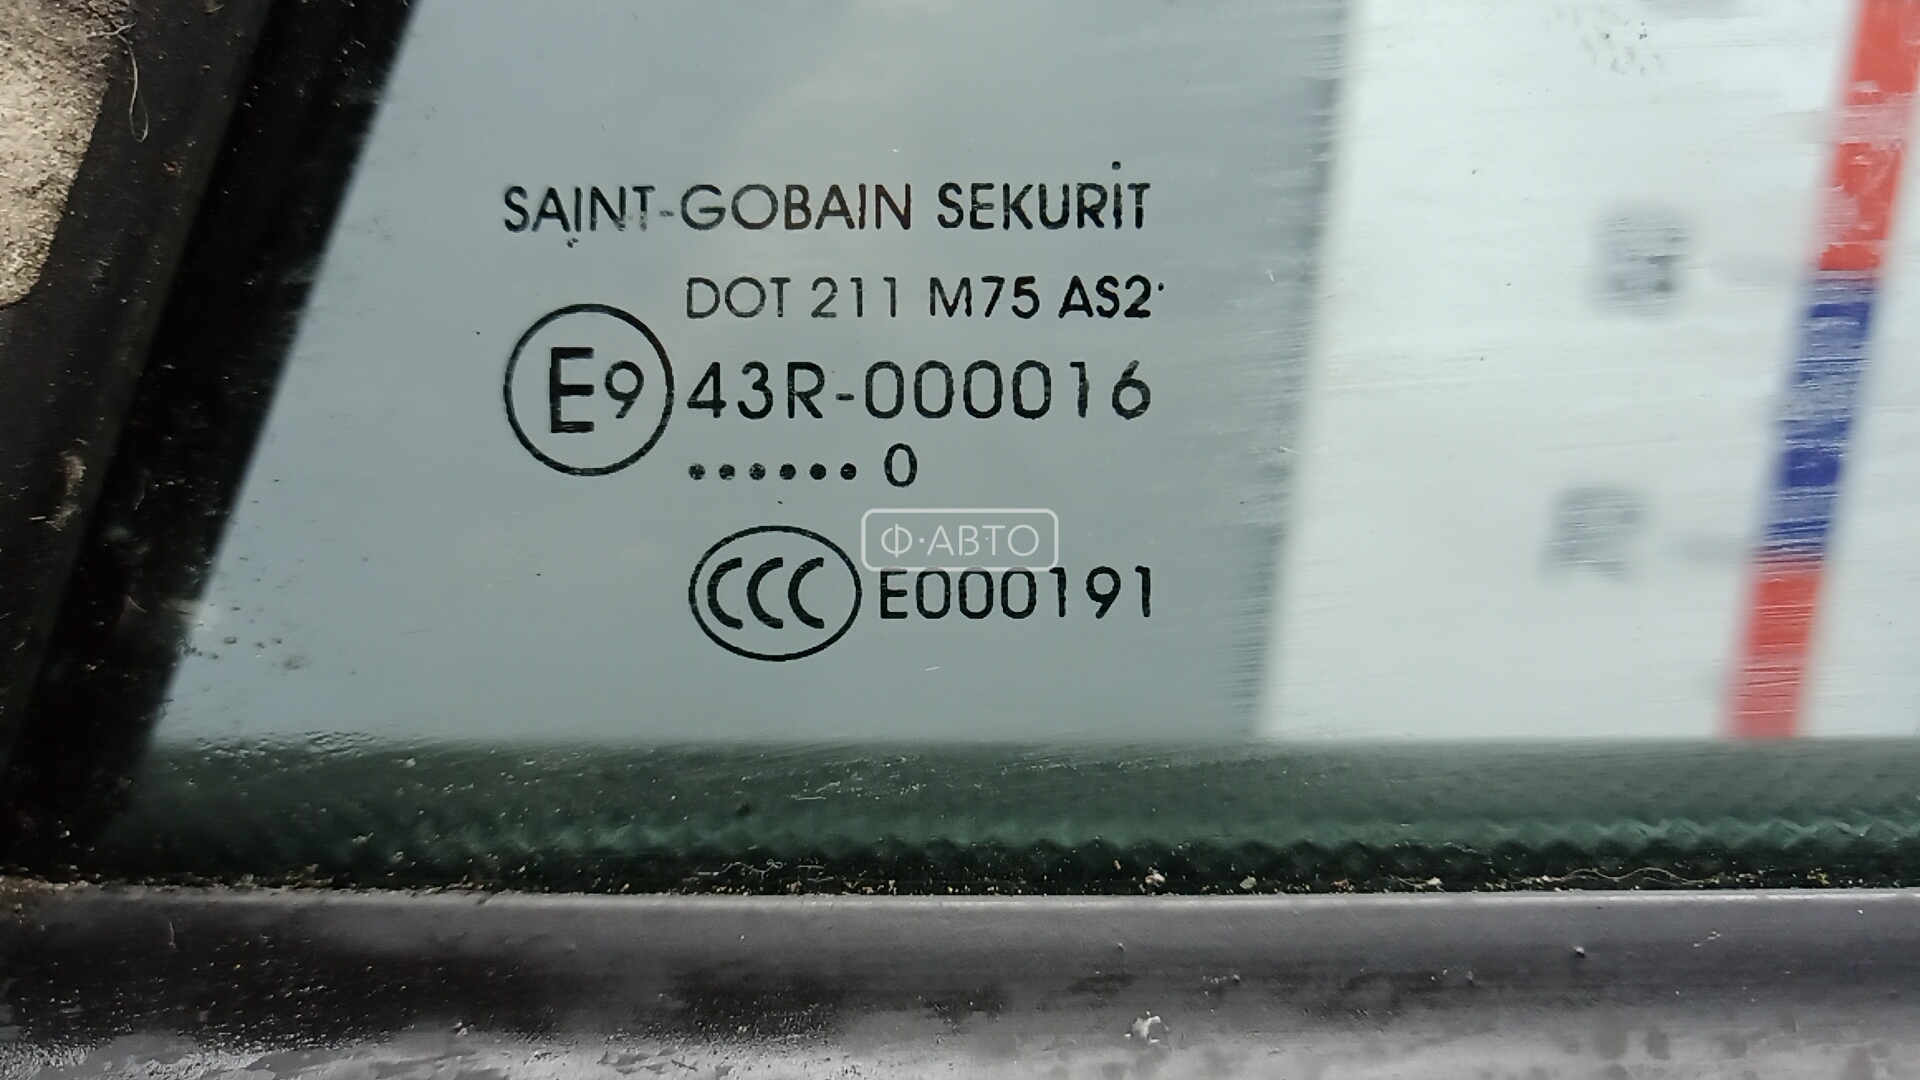 SAINT-GOBAIN SEKURIT
DOT 211 M75 AS2
E9 43R-000016
•••••• 0
Ф·АВТО
CCC E000191